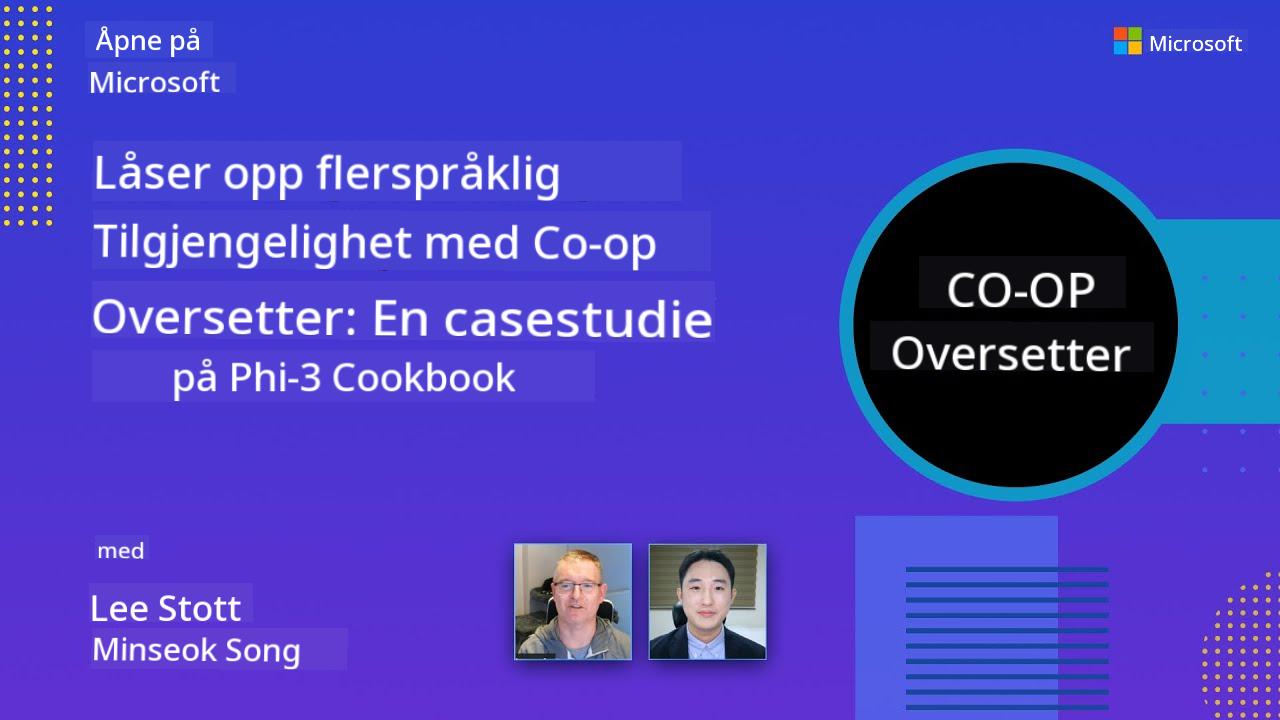 Åpne på
Microsoft
Microsoft
Låser opp flerspråklig
Tilgjengelighet med Co-op
Oversetter: En casestudie
på Phi-3 Cookbook
CO-OP
Oversetter
med
Lee Stott
Minseok Song